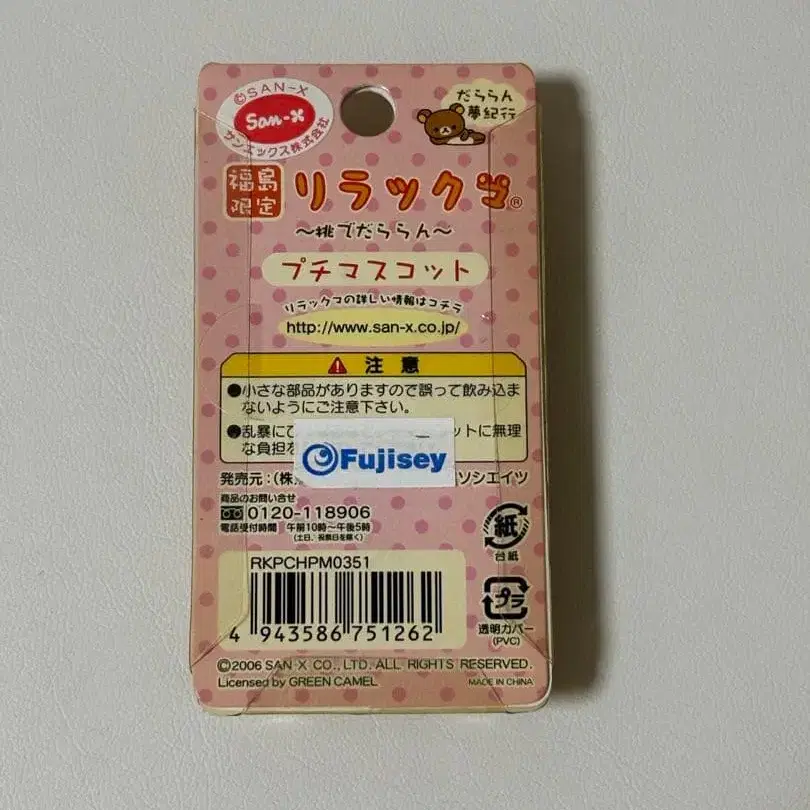 ©SAN-X
San-X
サンエックス株式会社
だららん
夢紀行
福島
限定
リラックマ®
～桃でだららん～
プチマスコット
リラックマの詳しい情報はコチラ
http://www.san-x.co.jp/
注意
●小さな部品がありますので誤って飲み込ま
ないようにご注意下さい。
●乱暴に
ットに無理
な負担を
Fujisey
発売元：(株)
ソシエイツ
商品のお問い合せ
0120-118906
電話受付時間 午前10時～午後5時
(土日、祝祭日を除く)
紙
台紙
RKPCHPM0351
4 943586 751262
プラ
透明カバー
(PVC)
©2006 SAN-X CO., LTD. ALL RIGHTS RESERVED.
Licensed by GREEN CAMEL
MADE IN CHINA